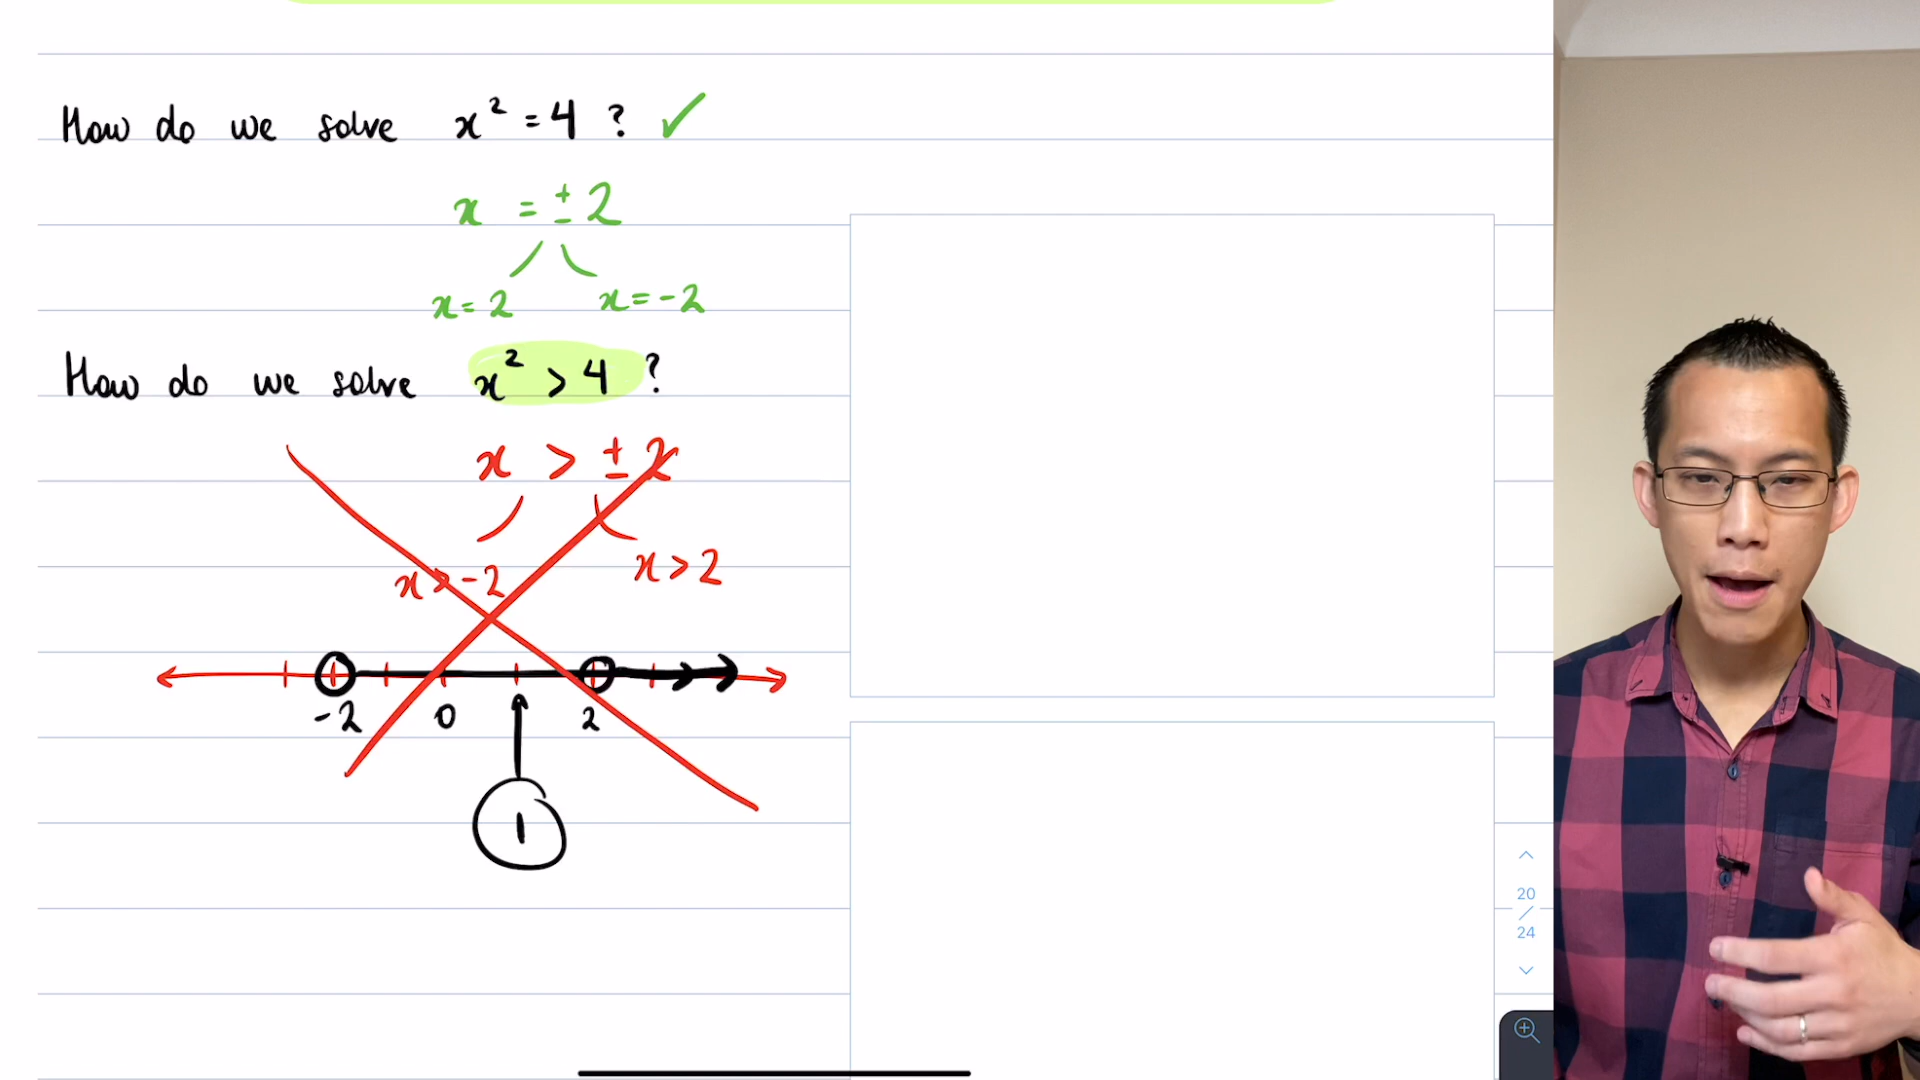 How do we solve x² = 4 ? ✓
x = ± 2
x = 2 x = -2
How do we solve x² > 4 ?
x > ± 2
x > -2 x > 2
-2 0 2
1
20
/
24